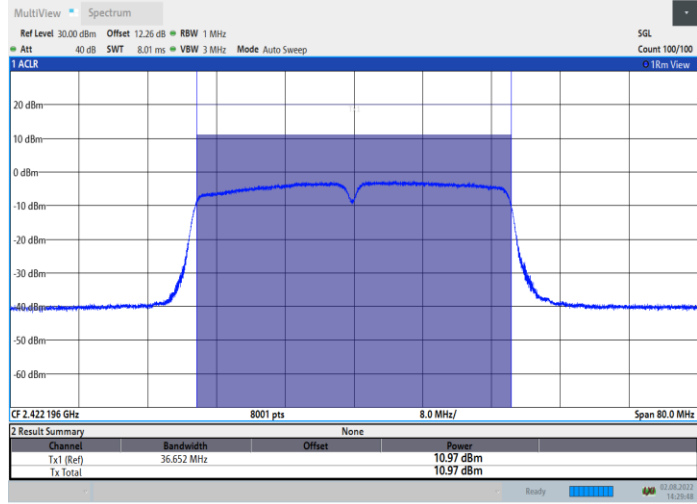 MultiView Spectrum
Ref Level 30.00 dBm Offset 12.26 dB RBW 1 MHz SGL
Att 40 dB SWT 8.01 ms VBW 3 MHz Mode Auto Sweep Count 100/100
1 ACLR 1Rm View
20 dBm
10 dBm
0 dBm
-10 dBm
-20 dBm
-30 dBm
-40 dBm
-50 dBm
-60 dBm
CF 2.422 196 GHz 8001 pts 8.0 MHz/ Span 80.0 MHz
2 Result Summary None
Channel Bandwidth Offset Power
Tx1 (Ref) 36.652 MHz 10.97 dBm
Tx Total 10.97 dBm
Ready 02.08.2022
14:29:48